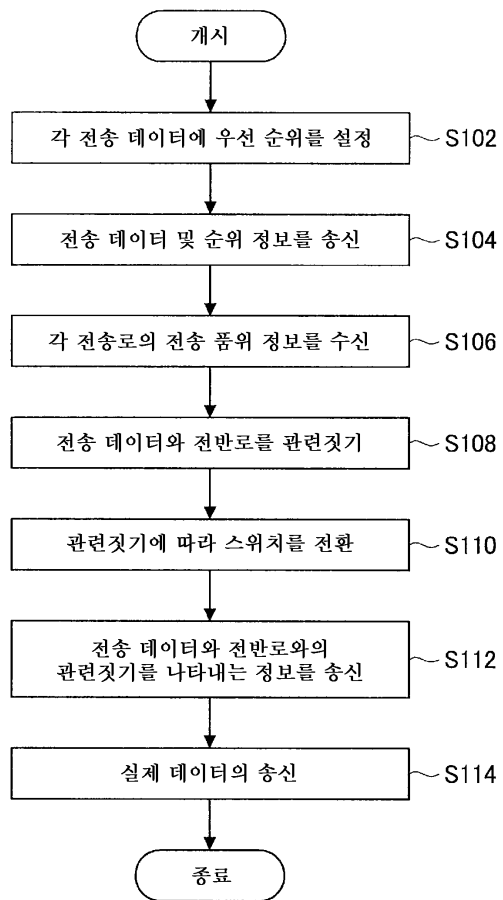 개시
각 전송 데이터에 우선 순위를 설정 S102
전송 데이터 및 순위 정보를 송신 S104
각 전송로의 전송 품위 정보를 수신 S106
전송 데이터와 전반로를 관련짓기 S108
관련짓기에 따라 스위치를 전환 S110
전송 데이터와 전반로와의
관련짓기를 나타내는 정보를 송신 S112
실제 데이터의 송신 S114
종료